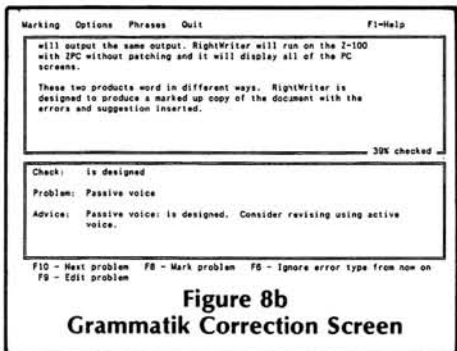 Marking Options Phrases Quit F1-Help
will output the same output. RightWriter will run on the Z-100
with ZPC without patching and it will display all of the PC
screens.
These two products word in different ways. RightWriter is
designed to produce a marked up copy of the document with the
errors and suggestion inserted.
39% checked
Check: is designed
Problem: Passive voice
Advice: Passive voice: is designed. Consider revising using active
voice.
F10 - Next problem F8 - Mark problem F6 - Ignore error type from now on
F9 - Edit problem
Figure 8b
Grammatik Correction Screen